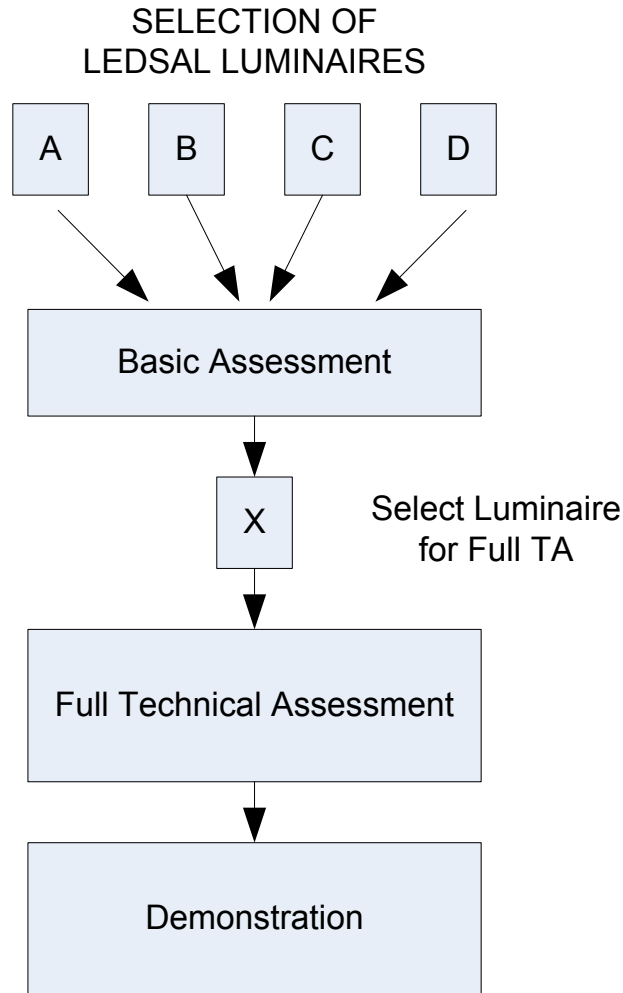 SELECTION OF
LEDSAL LUMINAIRES
A
B
C
D
Basic Assessment
X
Select Luminaire
for Full TA
Full Technical Assessment
Demonstration